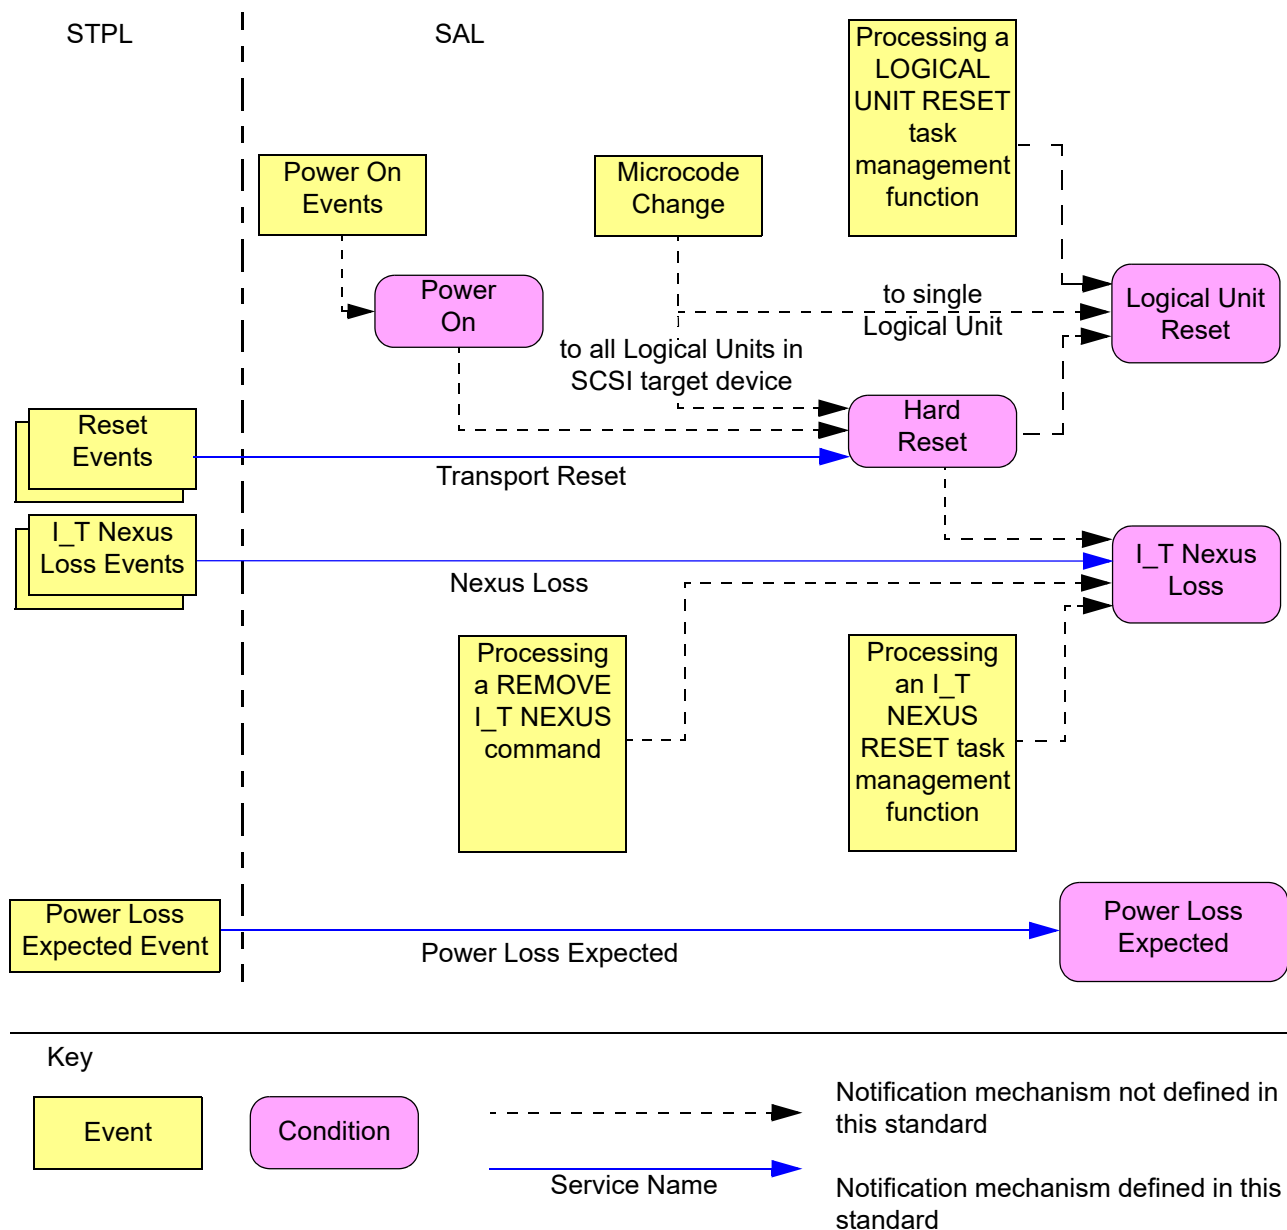 STPL
SAL
Processing a
LOGICAL
UNIT RESET
task
management
function
Power On
Events
Microcode
Change
Power
On
to single
Logical Unit
Logical Unit
Reset
to all Logical Units in
SCSI target device
Hard
Reset
Reset
Events
Transport Reset
I_T Nexus
Loss Events
Nexus Loss
I_T Nexus
Loss
Processing
a REMOVE
I_T NEXUS
command
Processing
an I_T
NEXUS
RESET task
management
function
Power Loss
Expected Event
Power Loss Expected
Power Loss
Expected
Key
Event
Condition
Notification mechanism not defined in
this standard
Service Name
Notification mechanism defined in this
standard